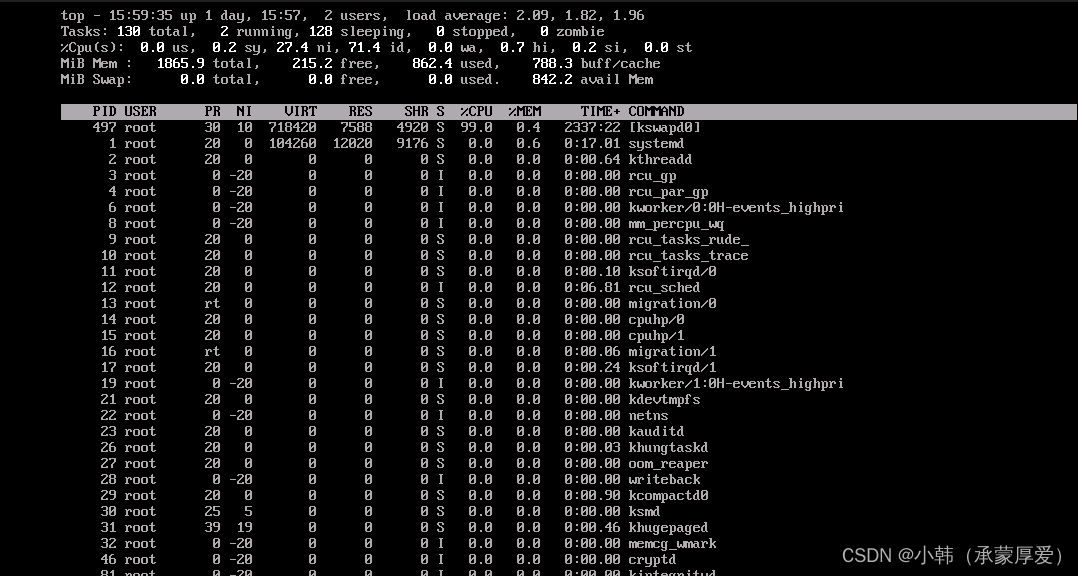 top - 15:59:35 up 1 day, 15:57,  2 users,  load average: 2.09, 1.82, 1.96
Tasks: 130 total,   2 running, 128 sleeping,   0 stopped,   0 zombie
%Cpu(s):  0.0 us,  0.2 sy, 27.4 ni, 71.4 id,  0.0 wa,  0.7 hi,  0.2 si,  0.0 st
MiB Mem :   1865.9 total,    215.2 free,    862.4 used,    788.3 buff/cache
MiB Swap:      0.0 total,      0.0 free,      0.0 used.    842.2 avail Mem
PID USER      PR  NI    VIRT    RES    SHR S  %CPU  %MEM     TIME+ COMMAND
497 root      30  10  718420   7588   4920 S  99.0   0.4   2337:22 [kswapd0]
1 root      20   0  104260  12020   9176 S   0.0   0.6   0:17.01 systemd
2 root      20   0       0      0      0 S   0.0   0.0   0:00.64 kthreadd
3 root       0 -20       0      0      0 I   0.0   0.0   0:00.00 rcu_gp
4 root       0 -20       0      0      0 I   0.0   0.0   0:00.00 rcu_par_gp
6 root       0 -20       0      0      0 I   0.0   0.0   0:00.00 kworker/0:0H-events_highpri
8 root       0 -20       0      0      0 I   0.0   0.0   0:00.00 mm_percpu_wq
9 root      20   0       0      0      0 S   0.0   0.0   0:00.00 rcu_tasks_rude_
10 root      20   0       0      0      0 S   0.0   0.0   0:00.00 rcu_tasks_trace
11 root      20   0       0      0      0 S   0.0   0.0   0:00.10 ksoftirqd/0
12 root      20   0       0      0      0 I   0.0   0.0   0:06.81 rcu_sched
13 root      rt   0       0      0      0 S   0.0   0.0   0:00.00 migration/0
14 root      20   0       0      0      0 S   0.0   0.0   0:00.00 cpuhp/0
15 root      20   0       0      0      0 S   0.0   0.0   0:00.00 cpuhp/1
16 root      rt   0       0      0      0 S   0.0   0.0   0:00.06 migration/1
17 root      20   0       0      0      0 S   0.0   0.0   0:00.24 ksoftirqd/1
19 root       0 -20       0      0      0 I   0.0   0.0   0:00.00 kworker/1:0H-events_highpri
21 root      20   0       0      0      0 S   0.0   0.0   0:00.00 kdevtmpfs
22 root       0 -20       0      0      0 I   0.0   0.0   0:00.00 netns
23 root      20   0       0      0      0 S   0.0   0.0   0:00.00 kauditd
26 root      20   0       0      0      0 S   0.0   0.0   0:00.03 khungtaskd
27 root      20   0       0      0      0 S   0.0   0.0   0:00.00 oom_reaper
28 root       0 -20       0      0      0 I   0.0   0.0   0:00.00 writeback
29 root      20   0       0      0      0 S   0.0   0.0   0:00.90 kcompactd0
30 root      25   5       0      0      0 S   0.0   0.0   0:00.00 ksmd
31 root      39  19       0      0      0 S   0.0   0.0   0:00.46 khugepaged
32 root       0 -20       0      0      0 I   0.0   0.0   0:00.00 memcg_wmark
46 root       0 -20       0      0      0 I   0.0   0.0   0:00.00 cryptd
81 root       0 -20       0      0      0 I   0.0   0.0   0:00.00 kintegrityd
CSDN @小韩（承蒙厚爱）